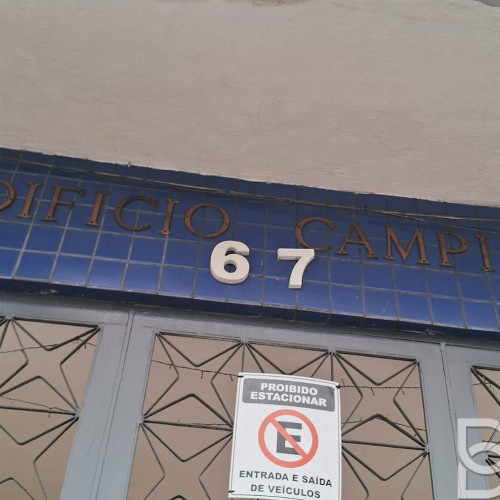 DIFICIO CAMPI
67
PROIBIDO
ESTACIONAR
E
ENTRADA E SAÍDA
DE VEÍCULOS